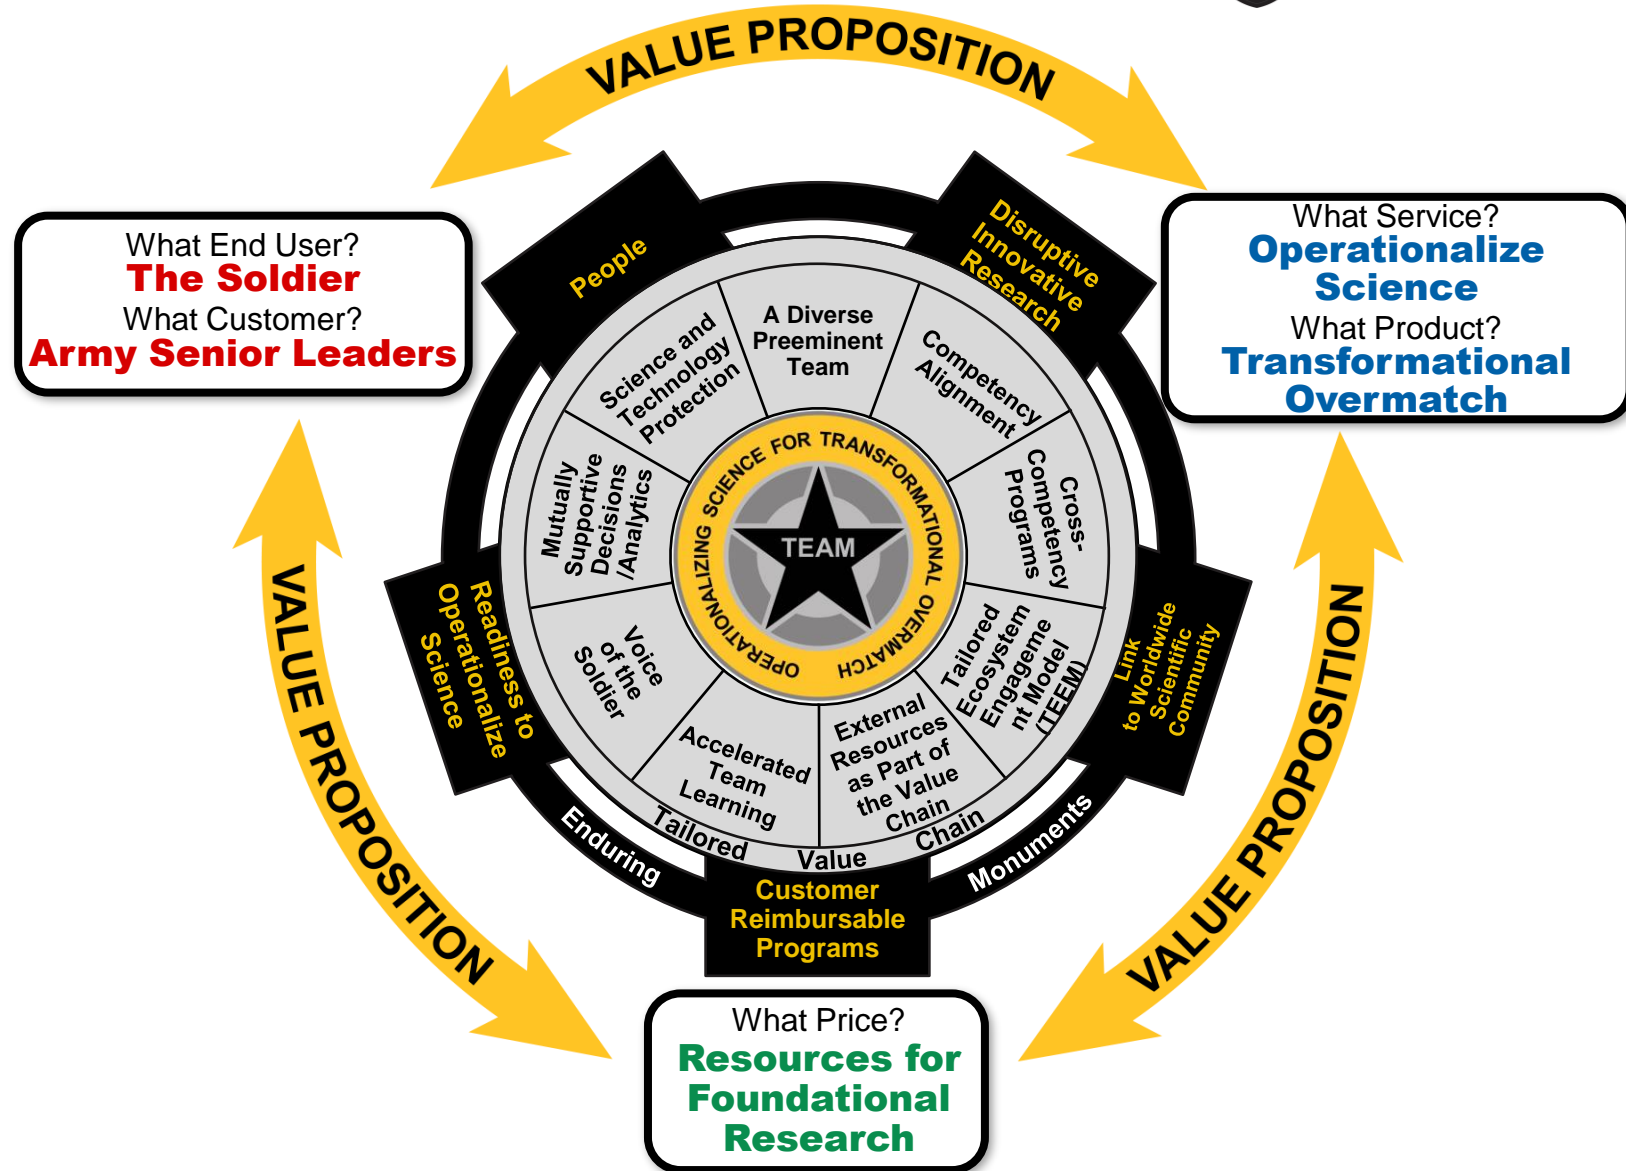 VALUE PROPOSITION
What End User?
The Soldier
What Customer?
Army Senior Leaders
What Service?
Operationalize
Science
What Product?
Transformational
Overmatch
People
Disruptive
Innovative
Research
Science and
Technology
Protection
A Diverse
Preeminent
Team
Competency
Alignment
Mutually
Supportive
Decisions
/Analytics
Cross-
Competency
Programs
OPERATIONALIZING SCIENCE FOR TRANSFORMATIONAL OVERMATCH
TEAM
Readiness to
Operationalize
Science
Voice
of the
Soldier
Tailored
Ecosystem
Engageme
nt Model
(TEEM)
Link
to Worldwide
Scientific
Community
Accelerated
Team
Learning
External
Resources
as Part of
the Value
Chain
Tailored Value Chain
Enduring Monuments
Customer
Reimbursable
Programs
VALUE PROPOSITION
VALUE PROPOSITION
What Price?
Resources for
Foundational
Research